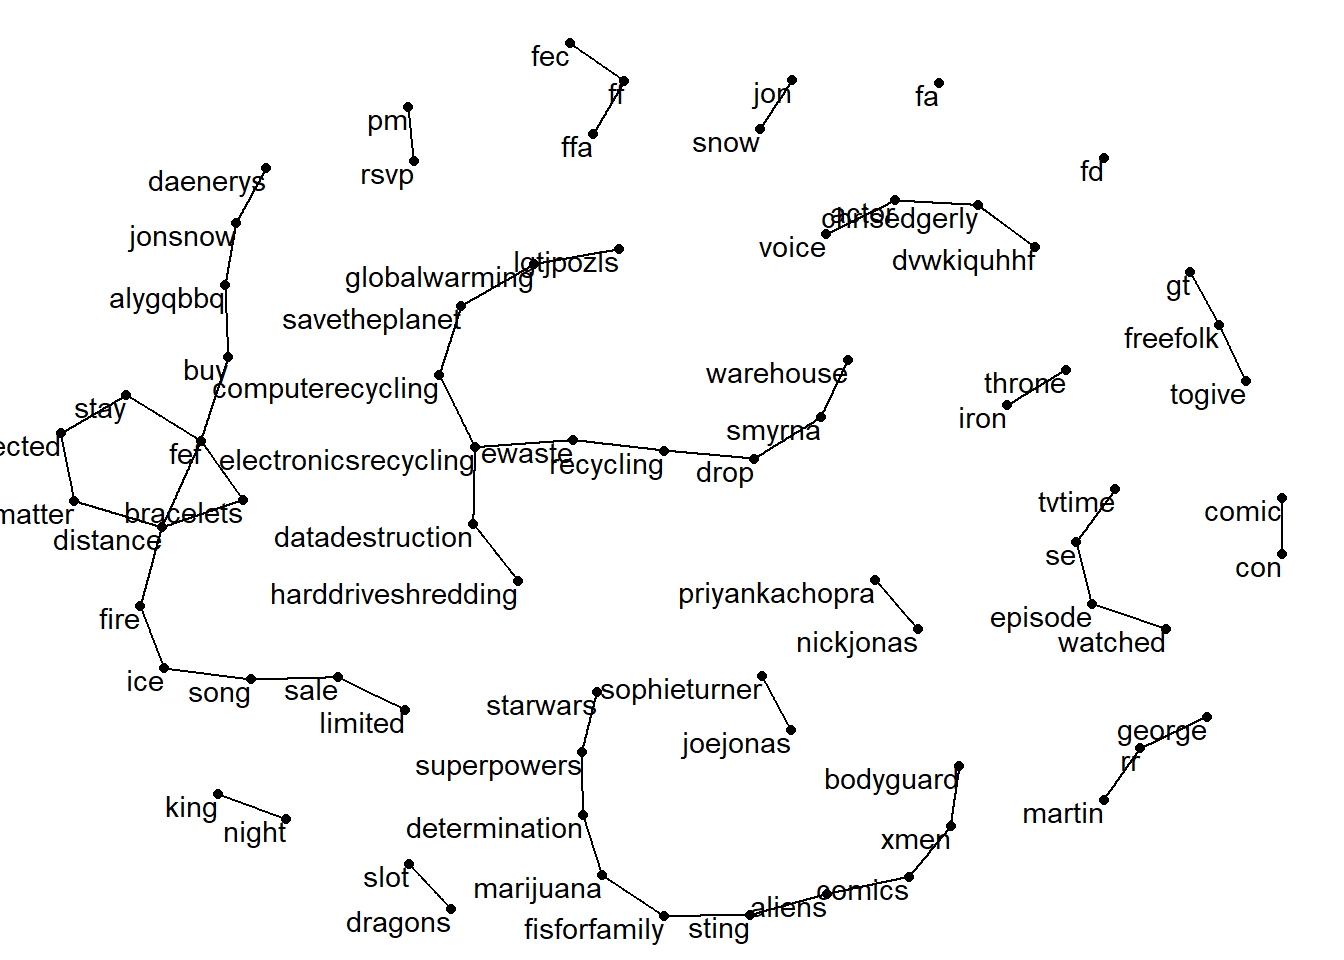 fec
ff
jon
fa
pm
ffa
snow
rsvp
fd
daenerys
actor
chrisedgerly
jonsnow
voice
dvwkiquhhf
lgtjpozls
globalwarming
gt
alygqbbq
savetheplanet
freefolk
buy
computerecycling
warehouse
throne
togive
stay
iron
ected
fef
electronicsrecycling
ewaste
recycling
smyrna
drop
tvtime
matter
bracelets
comic
distance
datadestruction
se
con
harddriveshredding
priyankachopra
fire
episode
nickjonas
watched
ice
song
sale
sophieturner
starwars
limited
joejonas
george
superpowers
rr
bodyguard
king
night
determination
martin
xmen
slot
marijuana
comics
dragons
aliens
fisforfamily
sting